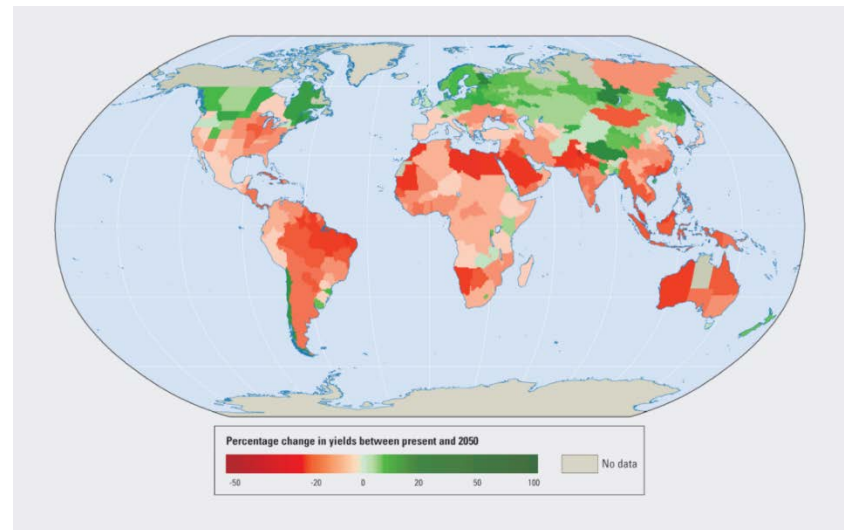 Percentage change in yields between present and 2050
-50 -20 0 20 50 100
No data